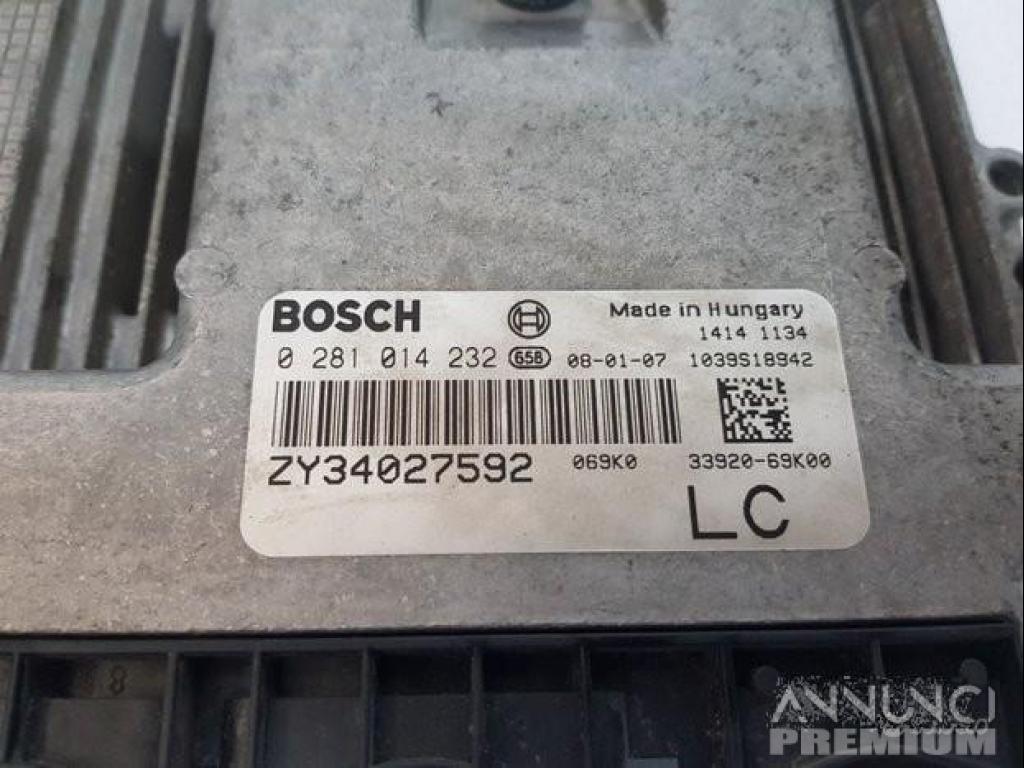 BOSCH Made in Hungary
1414 1134
0 281 014 232 658 08-01-07 1039S18942
ZY34027592 069K0 33920-69K00
LC
8
ANNUNCI
PREMIUM